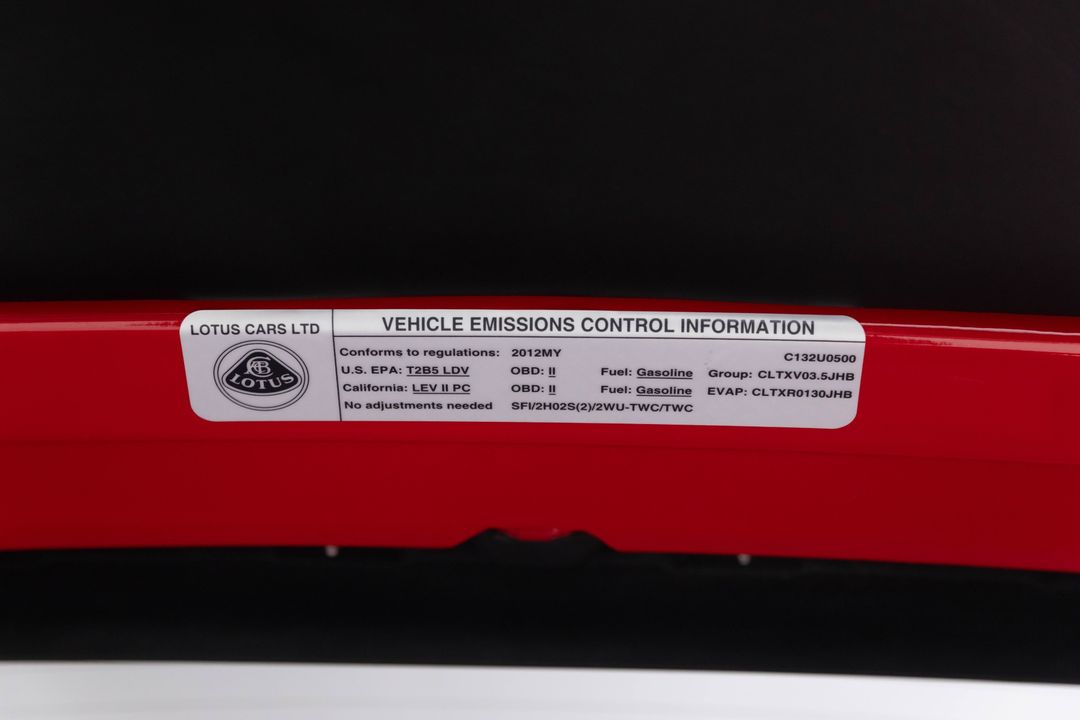 LOTUS CARS LTD
LOTUS
VEHICLE EMISSIONS CONTROL INFORMATION
Conforms to regulations: 2012MY C132U0500
U.S. EPA: T2B5 LDV OBD: II Fuel: Gasoline Group: CLTXV03.5JHB
California: LEV II PC OBD: II Fuel: Gasoline EVAP: CLTXR0130JHB
No adjustments needed SFI/2H02S(2)/2WU-TWC/TWC